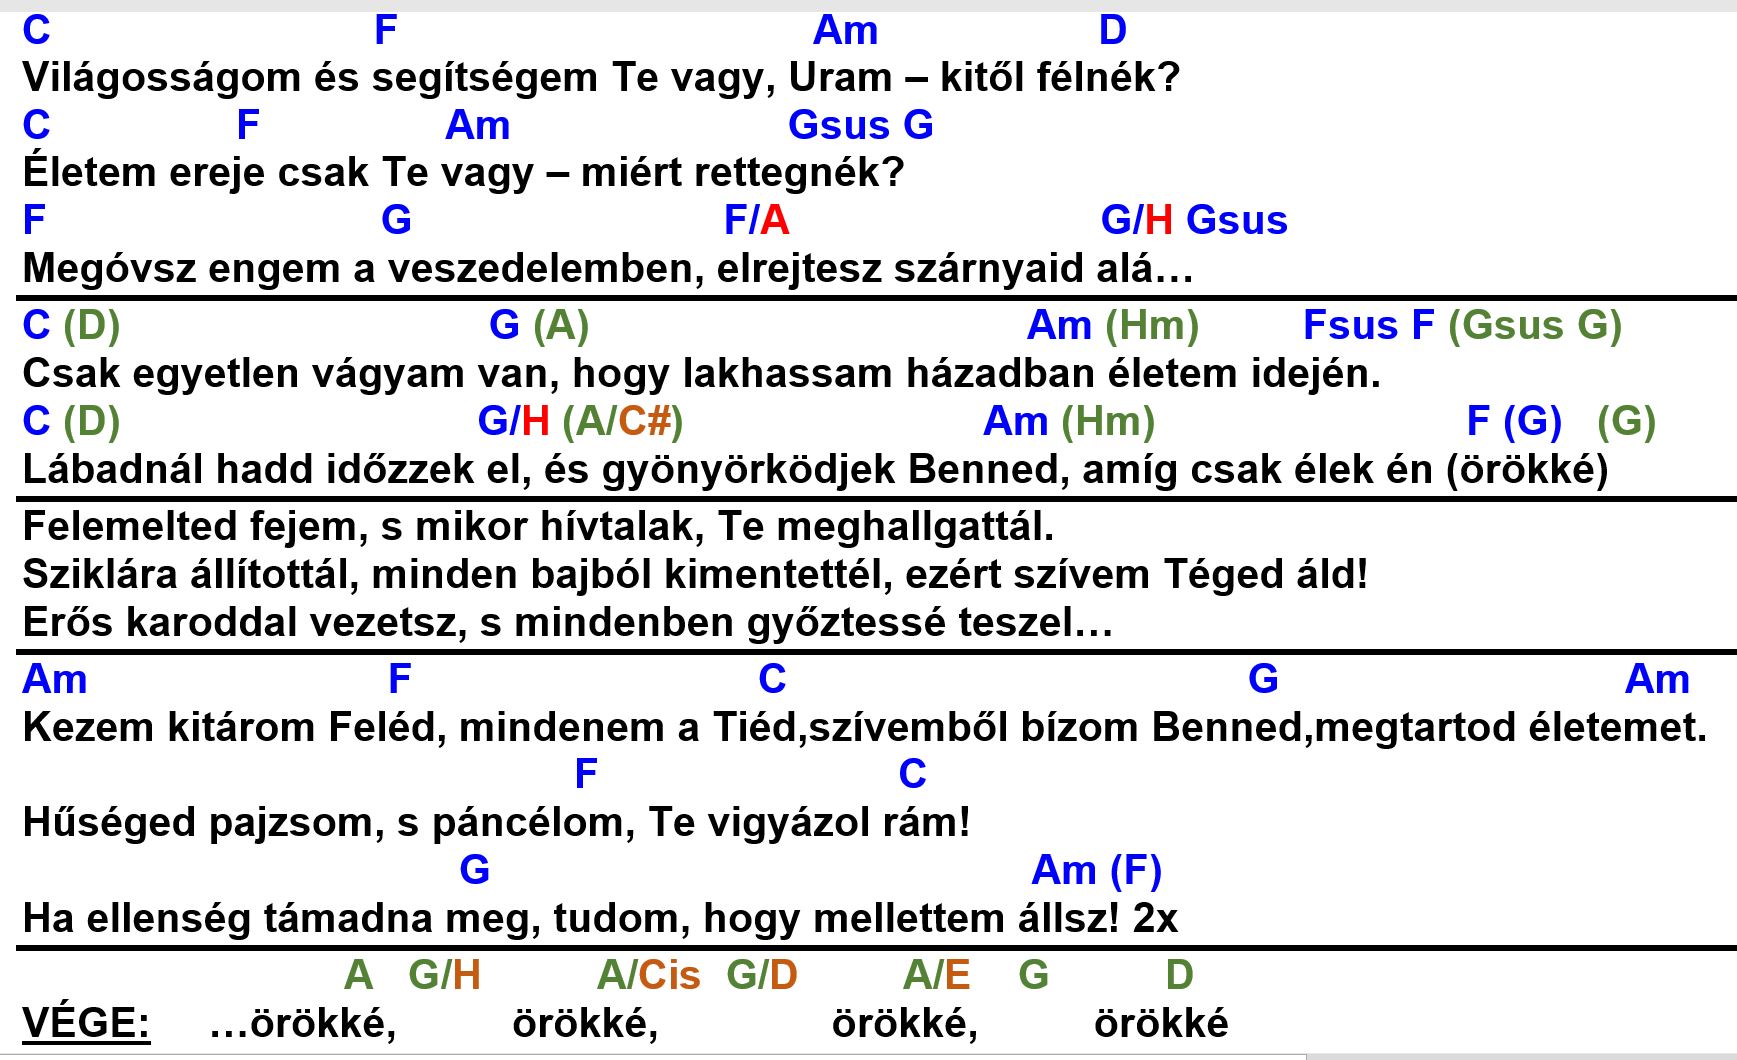 C F Am D
Világosságom és segítségem Te vagy, Uram – kitől félnék?
C F Am Gsus G
Életem ereje csak Te vagy – miért rettegnék?
F G F/A G/H Gsus
Megóvsz engem a veszedelemben, elrejtesz szárnyaid alá…
C (D) G (A) Am (Hm) Fsus F (Gsus G)
Csak egyetlen vágyam van, hogy lakhassam házadban életem idején.
C (D) G/H (A/C#) Am (Hm) F (G) (G)
Lábadnál hadd időzzek el, és gyönyörködjek Benned, amíg csak élek én (örökké)
Felemelted fejem, s mikor hívtalak, Te meghallgattál.
Sziklára állítottál, minden bajból kimentettél, ezért szívem Téged áld!
Erős karoddal vezetsz, s mindenben győztessé teszel…
Am F C G Am
Kezem kitárom Feléd, mindenem a Tiéd,szívemből bízom Benned,megtartod életemet.
F C
Hűséged pajzsom, s páncélom, Te vigyázol rám!
G Am (F)
Ha ellenség támadna meg, tudom, hogy mellettem állsz! 2x
A G/H A/Cis G/D A/E G D
VÉGE: …örökké, örökké, örökké, örökké